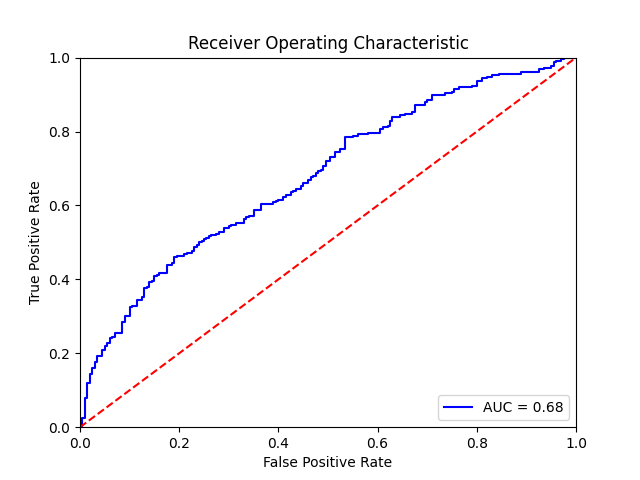 Receiver Operating Characteristic
1.0
0.8
0.6
0.4
0.2
0.0
True Positive Rate
AUC = 0.68
0.0 0.2 0.4 0.6 0.8 1.0
False Positive Rate